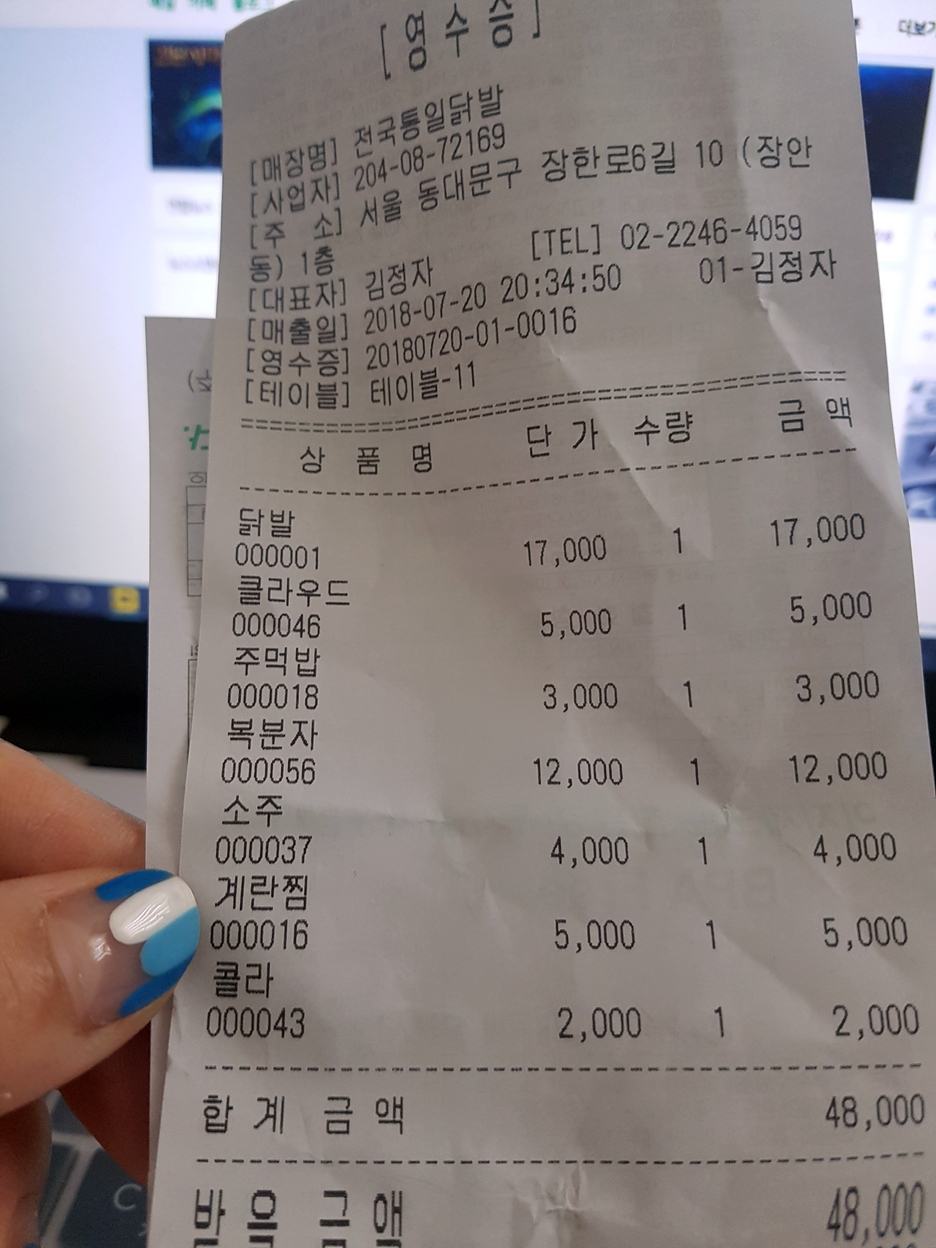 더보기
[ 영 수 증 ]
[매장명] 전국통일닭발
[사업자] 204-08-72169
[주 소] 서울 동대문구 장한로6길 10 (장안
동) 1층
[대표자] 김정자 [TEL] 02-2246-4059
[매출일] 2018-07-20 20:34:50 01-김정자
[영수증] 20180720-01-0016
[테이블] 테이블-11
상 품 명 단 가 수량 금 액
닭발
000001 17,000 1 17,000
클라우드
000046 5,000 1 5,000
주먹밥
000018 3,000 1 3,000
복분자
000056 12,000 1 12,000
소주
000037 4,000 1 4,000
계란찜
000016 5,000 1 5,000
콜라
000043 2,000 1 2,000
합 계 금 액 48,000
받 을 금 액 48,000